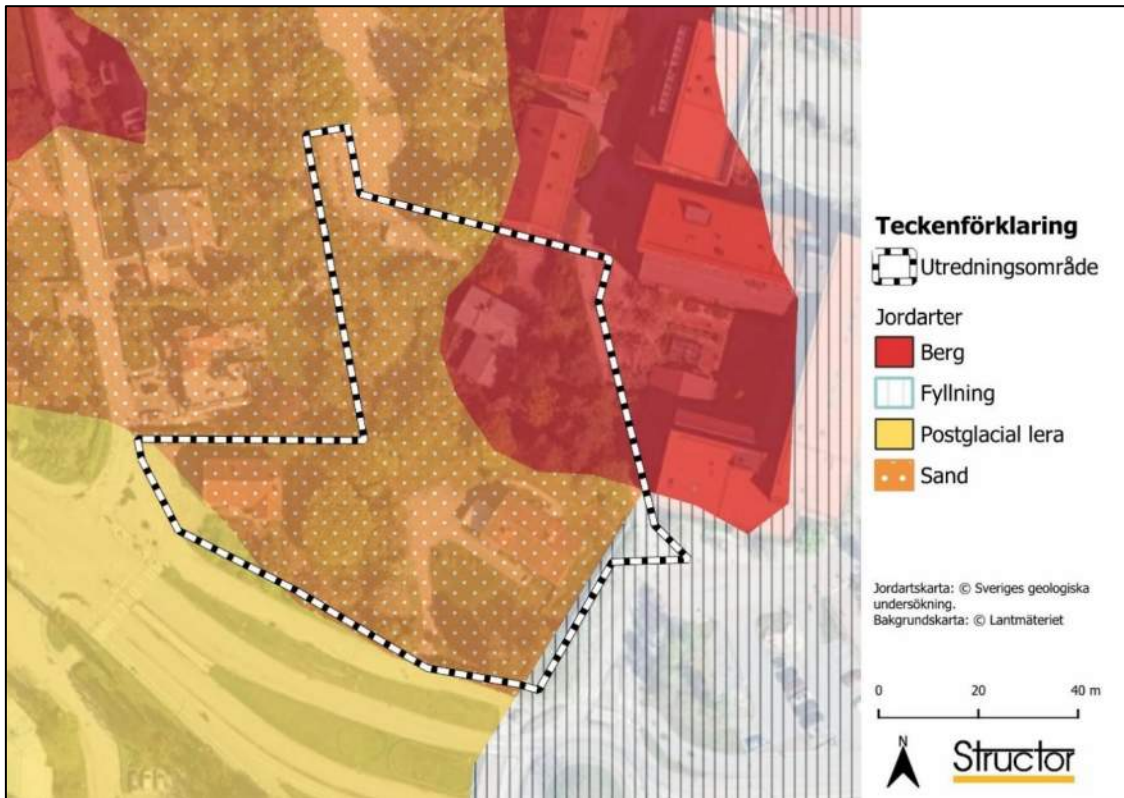 Teckenförklaring
Utredningsområde
Jordarter
Berg
Fyllning
Postglacial lera
Sand
Jordartskarta: © Sveriges geologiska
undersökning.
Bakgrundskarta: © Lantmäteriet
0 20 40 m
N
Structor